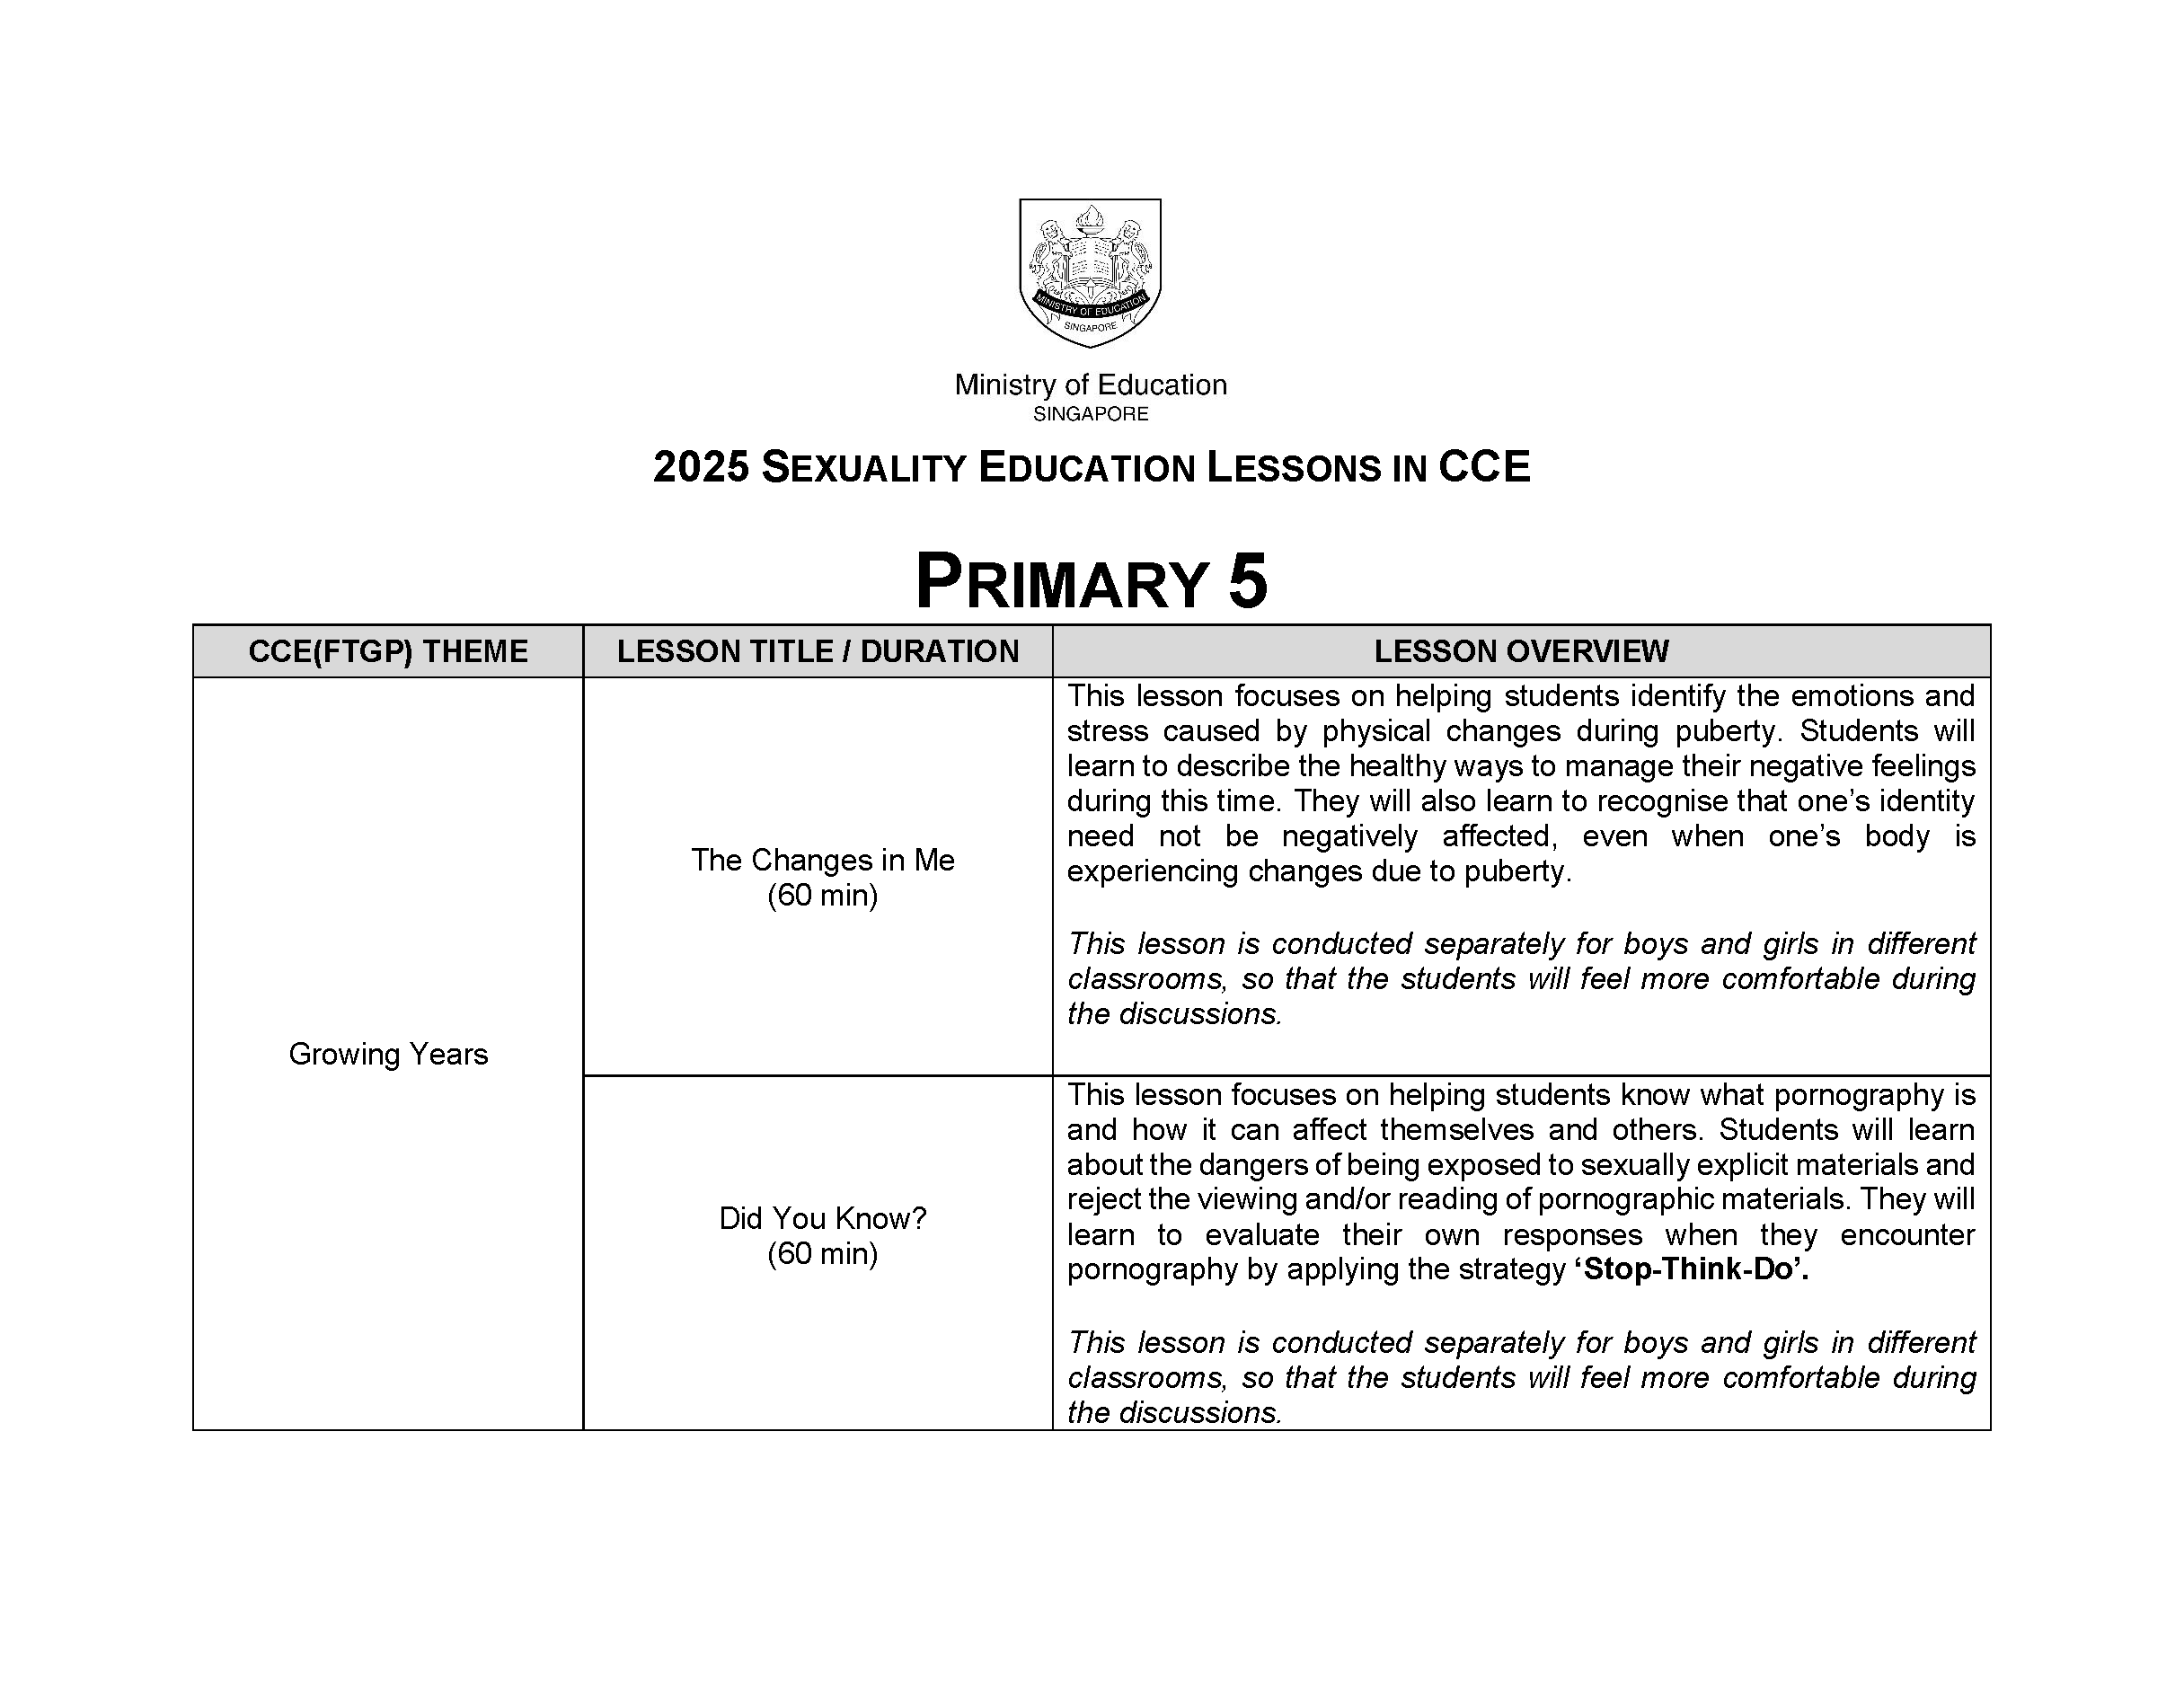 MINISTRY OF EDUCATION
SINGAPORE
Ministry of Education
SINGAPORE
2025 SEXUALITY EDUCATION LESSONS IN CCE
PRIMARY 5
CCE(FTGP) THEME
LESSON TITLE / DURATION
LESSON OVERVIEW
Growing Years
The Changes in Me
(60 min)
This lesson focuses on helping students identify the emotions and
stress caused by physical changes during puberty. Students will
learn to describe the healthy ways to manage their negative feelings
during this time. They will also learn to recognise that one’s identity
need not be negatively affected, even when one’s body is
experiencing changes due to puberty.
This lesson is conducted separately for boys and girls in different
classrooms, so that the students will feel more comfortable during
the discussions.
Did You Know?
(60 min)
This lesson focuses on helping students know what pornography is
and how it can affect themselves and others. Students will learn
about the dangers of being exposed to sexually explicit materials and
reject the viewing and/or reading of pornographic materials. They will
learn to evaluate their own responses when they encounter
pornography by applying the strategy ‘Stop-Think-Do’.
This lesson is conducted separately for boys and girls in different
classrooms, so that the students will feel more comfortable during
the discussions.